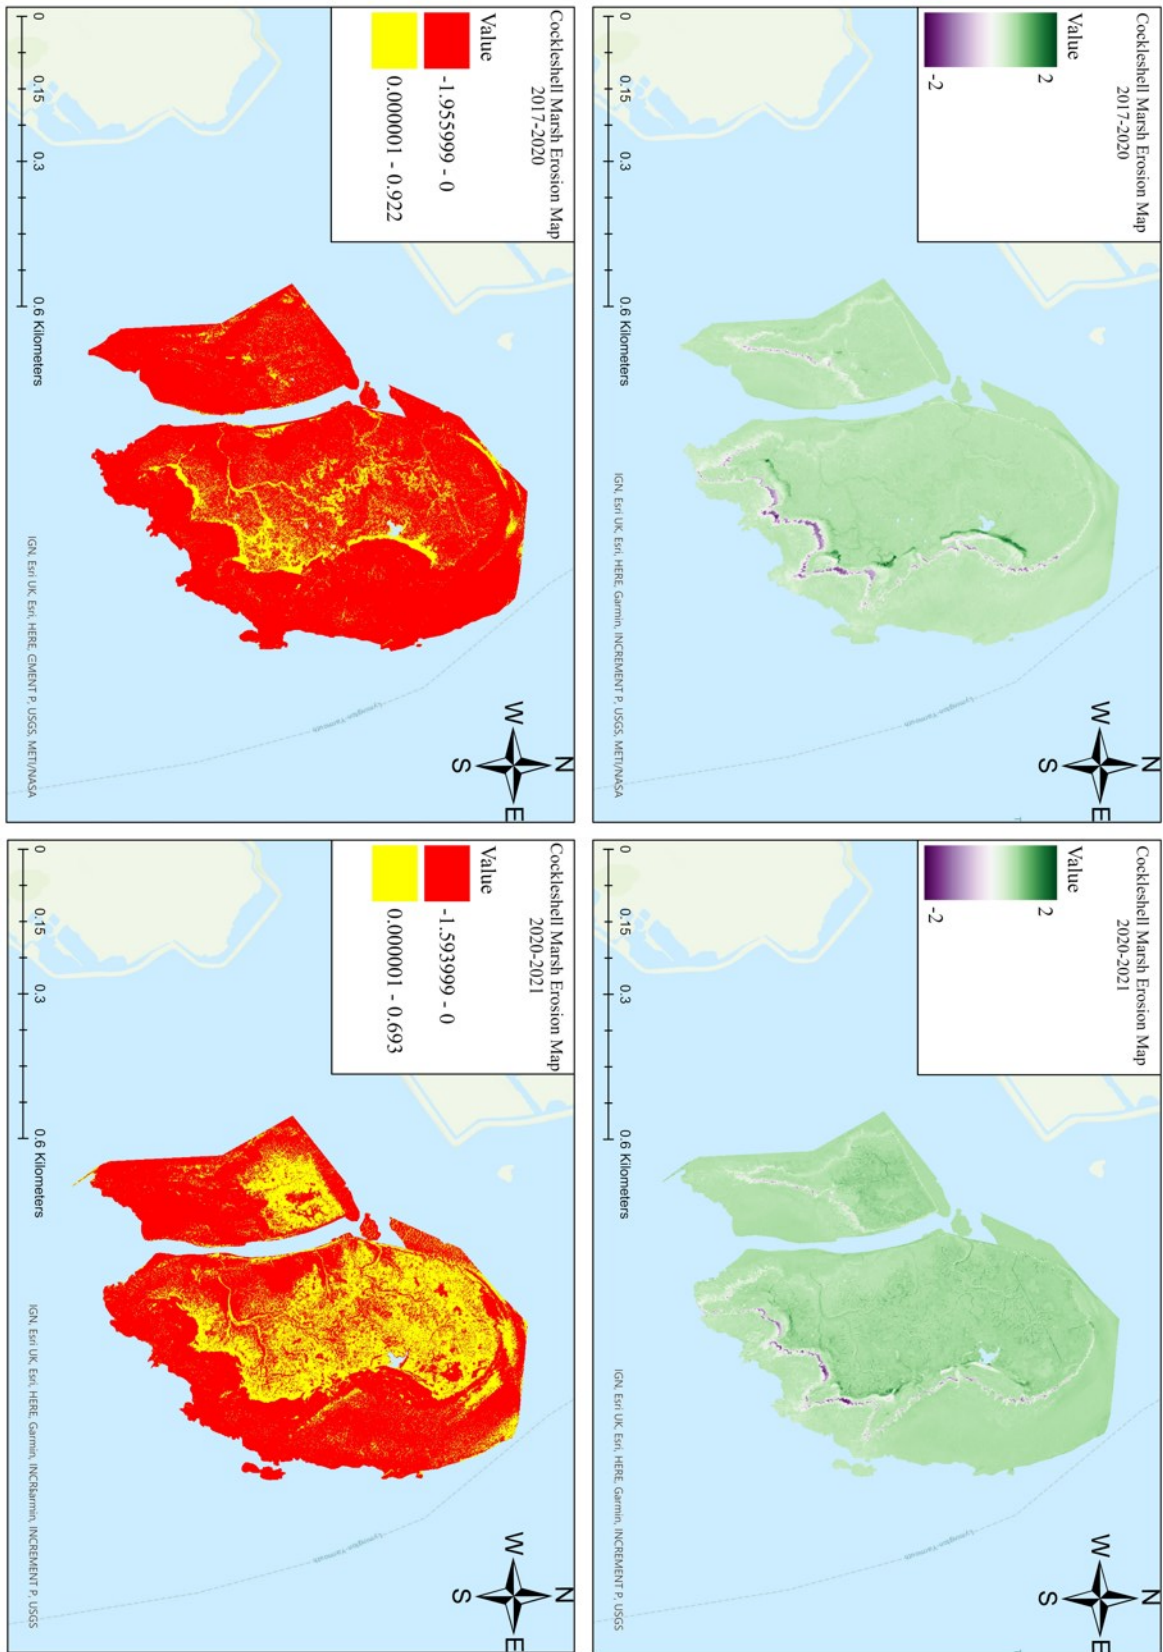 Cockleshell Marsh Erosion Map
2017-2020
Value
2
-2
0
0.15
0.3
0.6 Kilometers
N
W
E
S
IGN, Esri UK, Esri, HERE, Garmin, INCREMENT P, USGS, METI/NASA
Cockleshell Marsh Erosion Map
2020-2021
Value
2
-2
0
0.15
0.3
0.6 Kilometers
N
W
E
S
IGN, Esri UK, Esri, HERE, Garmin, INCREMENT P, USGS
Cockleshell Marsh Erosion Map
2017-2020
Value
-1.955999 - 0
0.000001 - 0.922
0
0.15
0.3
0.6 Kilometers
N
W
E
S
IGN, Esri UK, Esri, HERE, GMENT P, USGS, METI/NASA
Cockleshell Marsh Erosion Map
2020-2021
Value
-1.593999 - 0
0.000001 - 0.693
0
0.15
0.3
0.6 Kilometers
N
W
E
S
IGN, Esri UK, Esri, HERE, Garmin, INCREMENT P, USGS